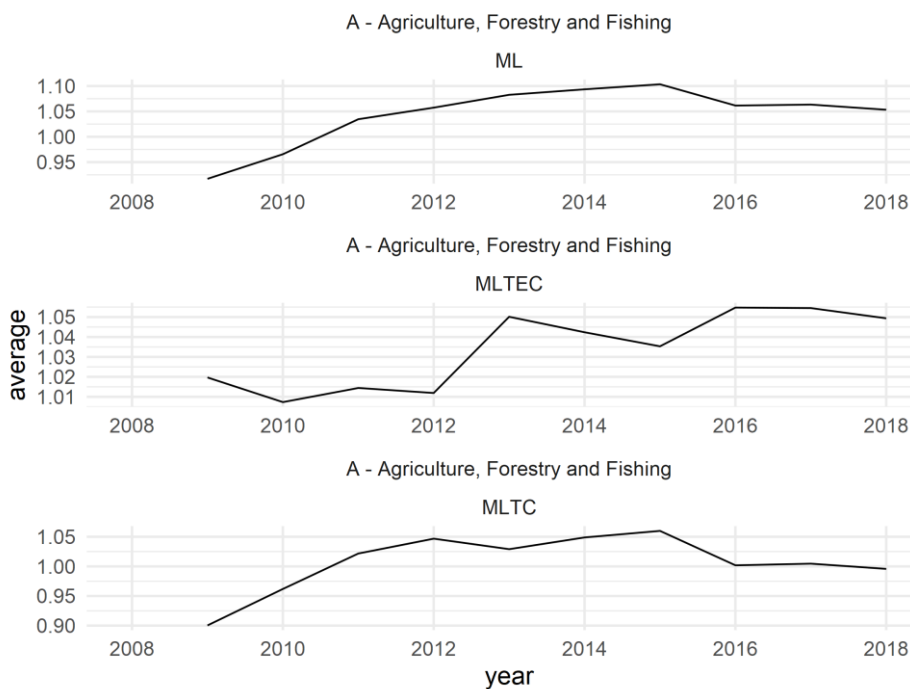 A - Agriculture, Forestry and Fishing
ML
1.10
1.05
1.00
0.95
2008 2010 2012 2014 2016 2018
A - Agriculture, Forestry and Fishing
MLTEC
average
1.05
1.04
1.03
1.02
1.01
2008 2010 2012 2014 2016 2018
A - Agriculture, Forestry and Fishing
MLTC
1.05
1.00
0.95
0.90
2008 2010 2012 2014 2016 2018
year